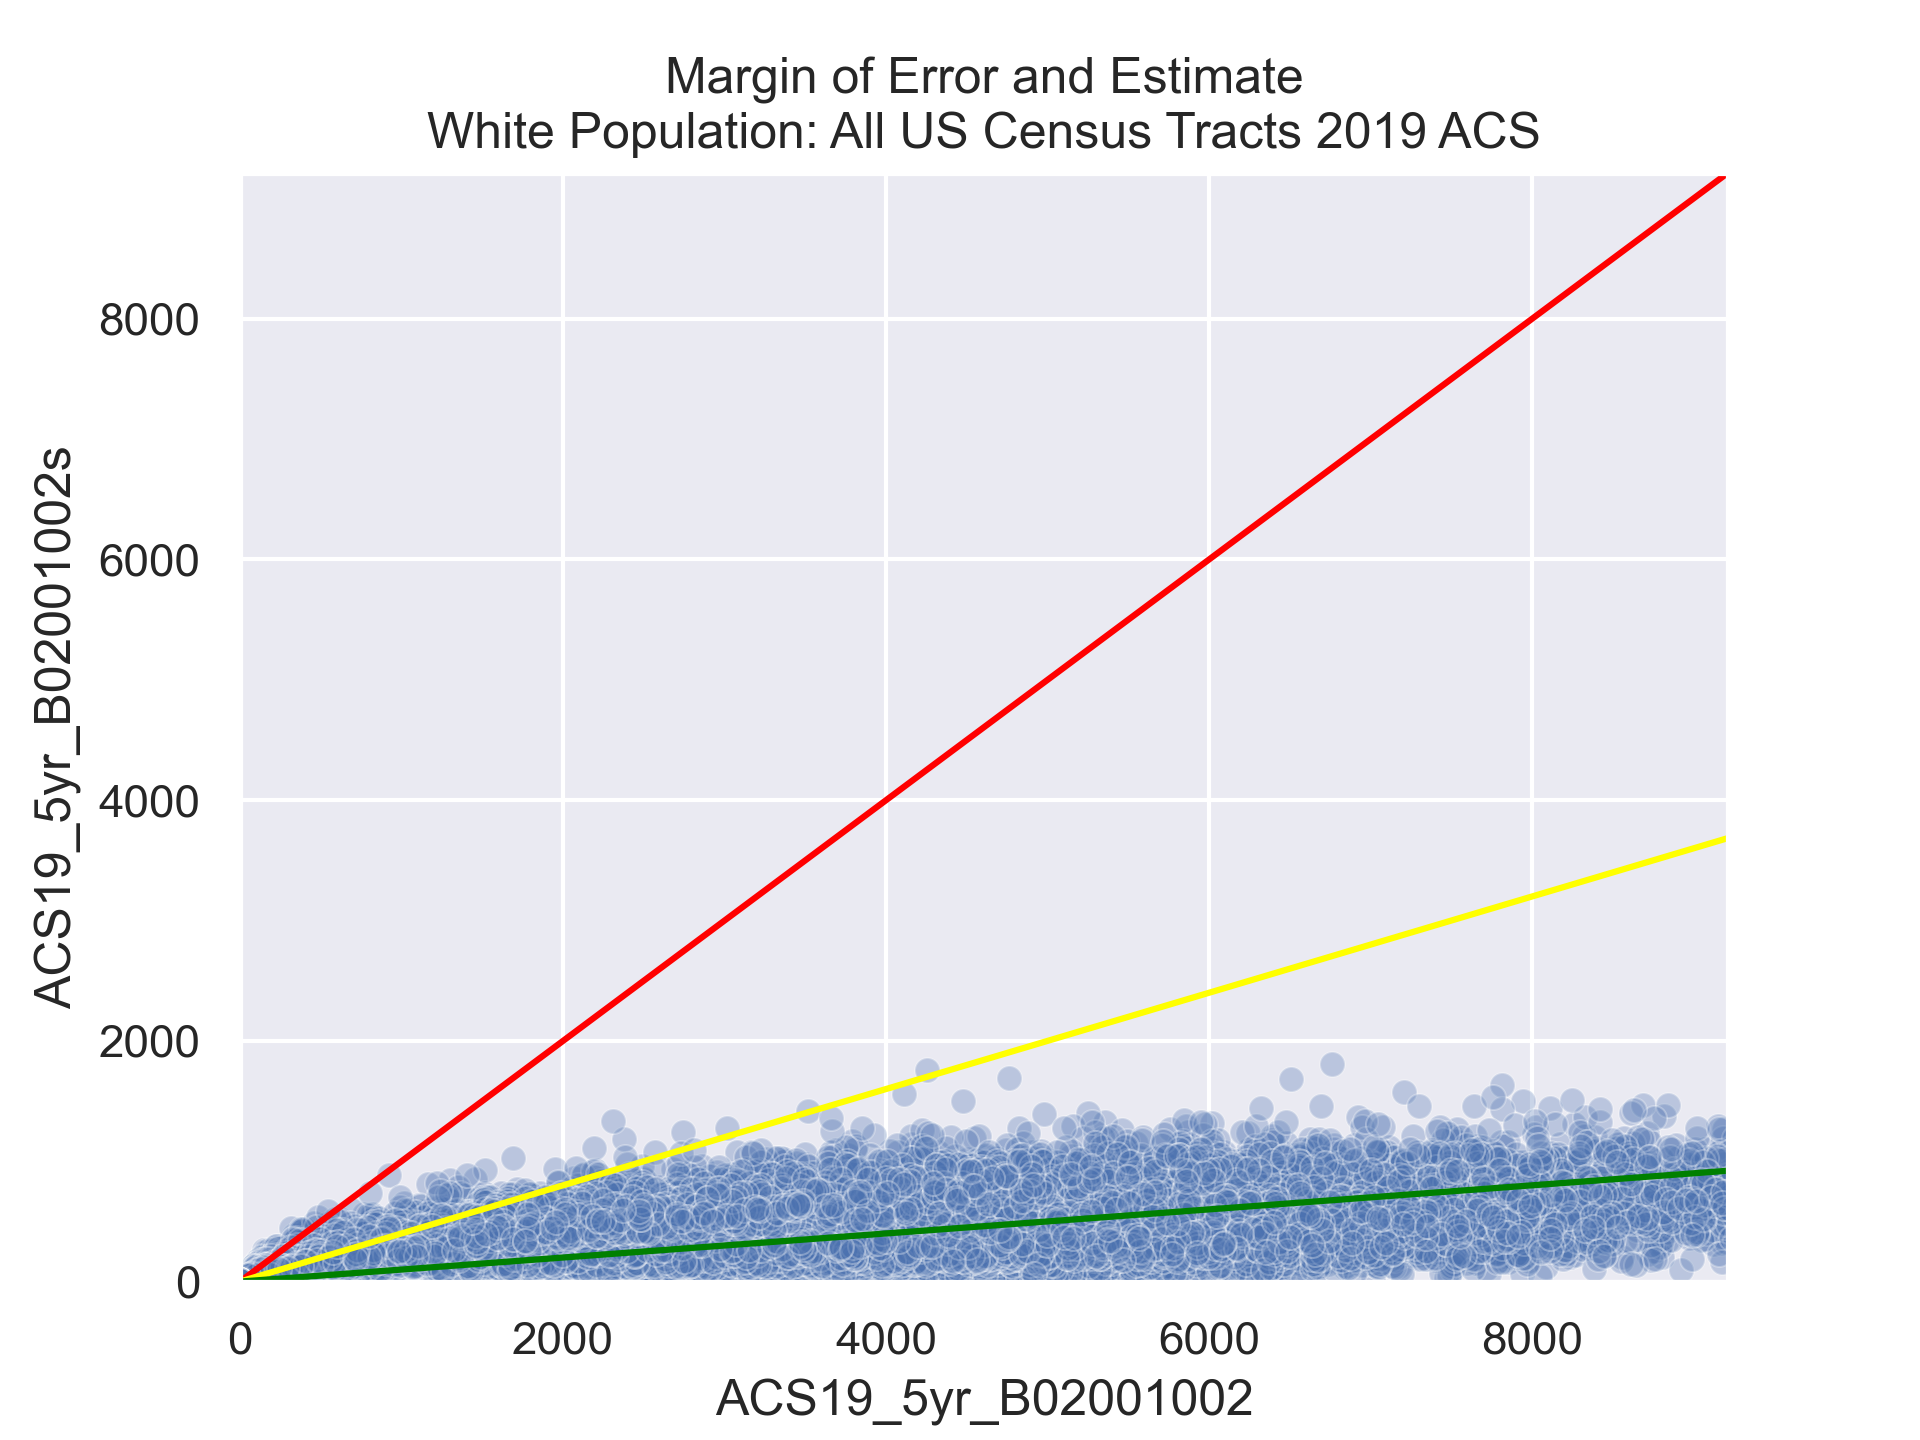 Margin of Error and Estimate
White Population: All US Census Tracts 2019 ACS
ACS19_5yr_B02001002s
8000
6000
4000
2000
0
0 2000 4000 6000 8000
ACS19_5yr_B02001002